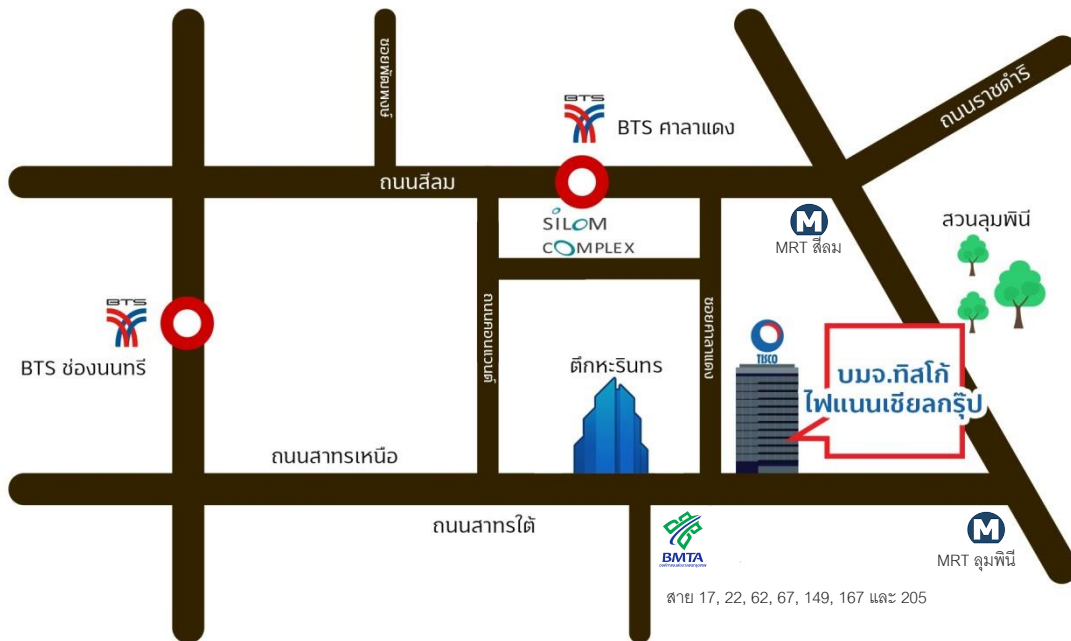 ซอยพัฒพงษ์
BTS
BTS ศาลาแดง
ถนนราชดำริ
ถนนสีลม
SILOM
COMPLEX
M
MRT สีลม
สวนลุมพินี
BTS
BTS ช่องนนทรี
ถนนคอนแวนต์
ซอยศาลาแดง
ตึกหะรินทร
TISCO
บมจ.ทิสโก้
ไฟแนนเชียลกรุ๊ป
ถนนสาทรเหนือ
ถนนสาทรใต้
BMTA
M
MRT ลุมพินี
สาย 17, 22, 62, 67, 149, 167 และ 205